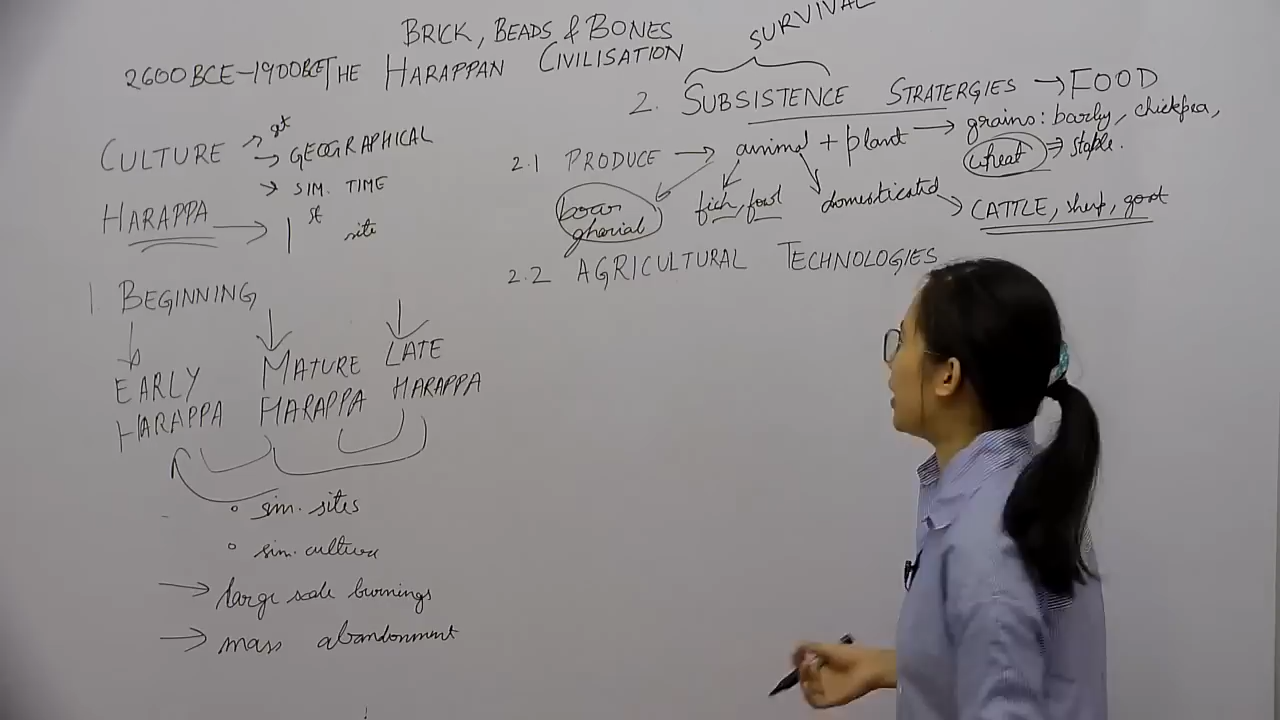 BRICK, BEADS & BONES
2600BCE-1900BCE THE HARAPPAN CIVILISATION
CULTURE → gt
→ GEOGRAPHICAL
→ SIM. TIME
HARAPPA → 1st site
1. BEGINNING
EARLY HARAPPA
MATURE HARAPPA
LATE HARAPPA
° sim. sites
° sim. culture
→ large scale burnings
→ mass abandonment
SURVIVAL
2. SUBSISTENCE STRATERGIES → FOOD
2.1 PRODUCE → animal + plant → grains: barly, chickpea,
wheat ⇒ staple.
boar
gharial
fish, fowl
domesticated → CATTLE, sheep, goat
2.2 AGRICULTURAL TECHNOLOGIES